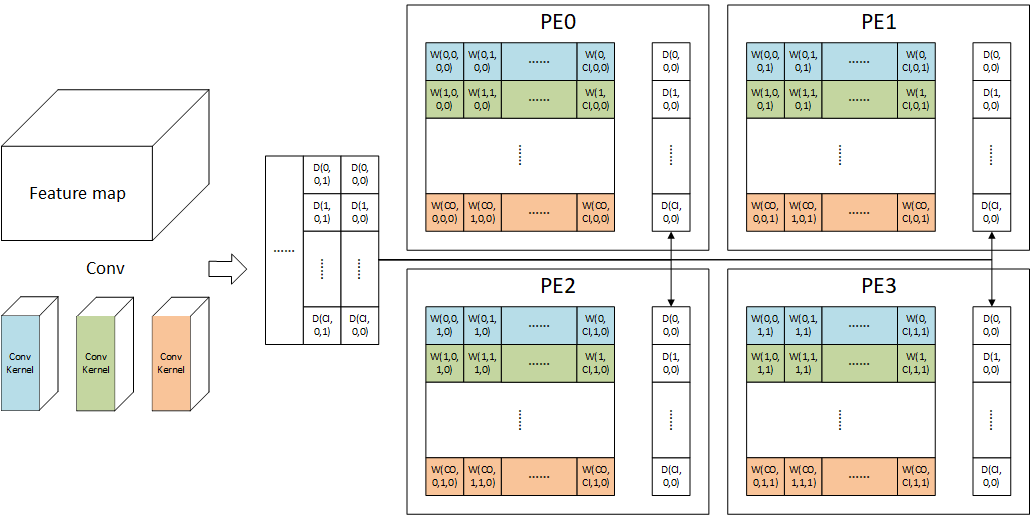 PE0
W(0,0,
0,0)
W(0,1,
0,0)
......
W(0,
CI,0,0)
W(1,0,
0,0)
W(1,1,
0,0)
......
W(1,
CI,0,0)
......
W(CO,
0,0,0)
W(CO,
1,0,0)
......
W(CO,
CI,0,0)
D(0,
0,0)
D(1,
0,0)
......
D(CI,
0,0)
PE1
W(0,0,
0,1)
W(0,1,
0,1)
......
W(0,
CI,0,1)
W(1,0,
0,1)
W(1,1,
0,1)
......
W(1,
CI,0,1)
......
W(CO,
0,0,1)
W(CO,
1,0,1)
......
W(CO,
CI,0,1)
D(0,
0,0)
D(1,
0,0)
......
D(CI,
0,0)
Feature map
Conv
Conv
Kernel
Conv
Kernel
Conv
Kernel
......
D(0,
0,1)
D(0,
0,0)
D(1,
0,1)
D(1,
0,0)
......
......
D(CI,
0,1)
D(CI,
0,0)
PE2
W(0,0,
1,0)
W(0,1,
1,0)
......
W(0,
CI,1,0)
W(1,0,
1,0)
W(1,1,
1,0)
......
W(1,
CI,1,0)
......
W(CO,
0,1,0)
W(CO,
1,1,0)
......
W(CO,
CI,1,0)
D(0,
0,0)
D(1,
0,0)
......
D(CI,
0,0)
PE3
W(0,0,
1,1)
W(0,1,
1,1)
......
W(0,
CI,1,1)
W(1,0,
1,1)
W(1,1,
1,1)
......
W(1,
CI,1,1)
......
W(CO,
0,1,1)
W(CO,
1,1,1)
......
W(CO,
CI,1,1)
D(0,
0,0)
D(1,
0,0)
......
D(CI,
0,0)